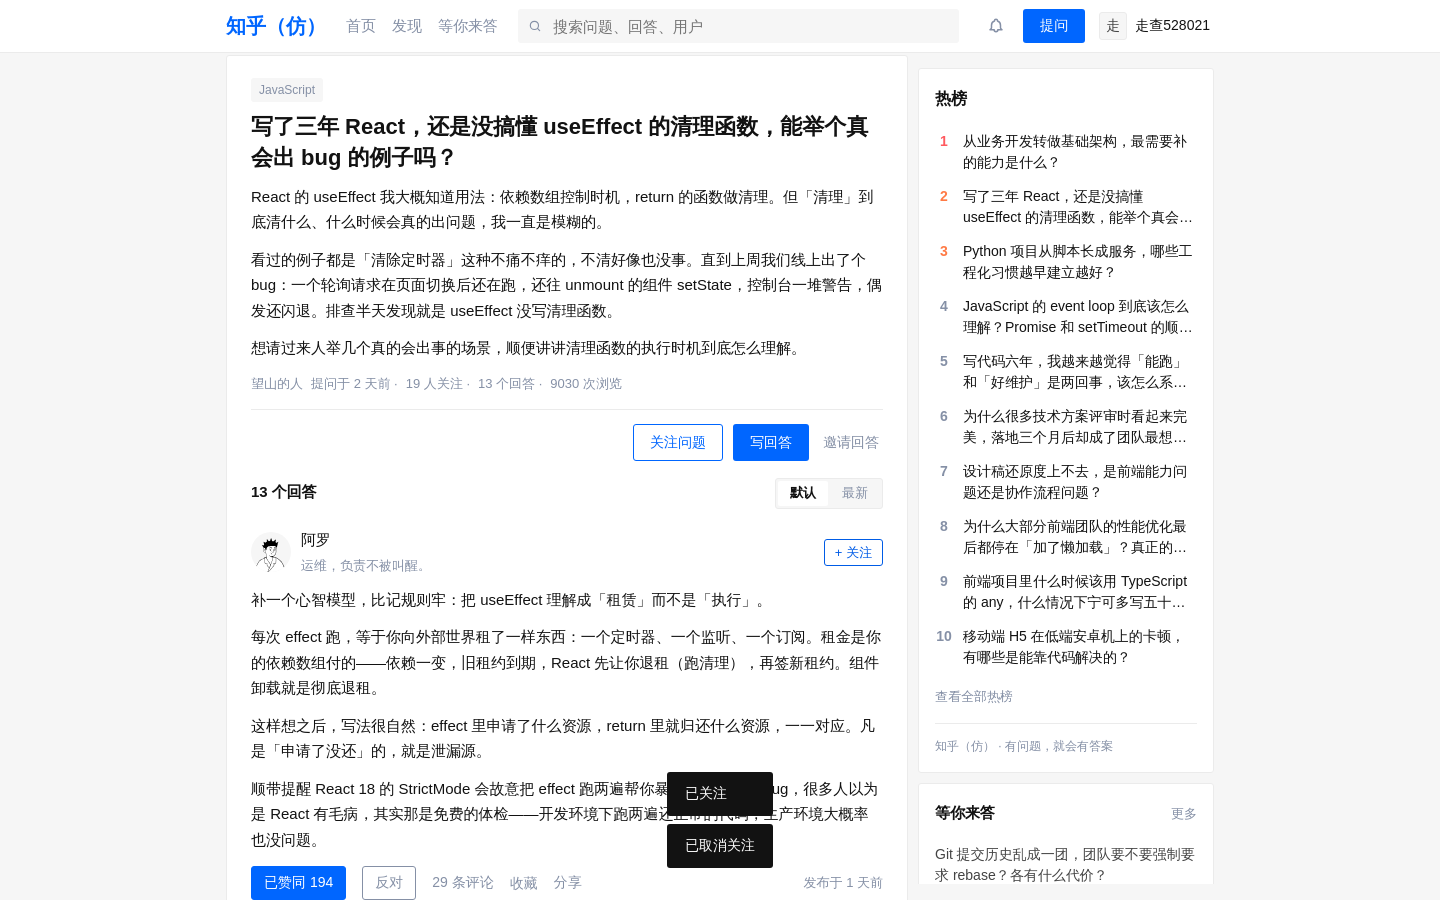 知乎（仿） 首页 发现 等你来答 搜索问题、回答、用户 提问 走 走查528021
JavaScript
写了三年 React，还是没搞懂 useEffect 的清理函数，能举个真
会出 bug 的例子吗？
React 的 useEffect 我大概知道用法：依赖数组控制时机，return 的函数做清理。但「清理」到
底清什么、什么时候会真的出问题，我一直是模糊的。
看过的例子都是「清除定时器」这种不痛不痒的，不清好像也没事。直到上周我们线上出了个
bug：一个轮询请求在页面切换后还在跑，还往 unmount 的组件 setState，控制台一堆警告，偶
发还闪退。排查半天发现就是 useEffect 没写清理函数。
想请过来人举几个真的会出事的场景，顺便讲讲清理函数的执行时机到底怎么理解。
望山的人 提问于 2 天前 · 19 人关注 · 13 个回答 · 9030 次浏览
关注问题 写回答 邀请回答
13 个回答 默认 最新
阿罗
运维，负责不被叫醒。
+ 关注
补一个心智模型，比记规则牢：把 useEffect 理解成「租赁」而不是「执行」。
每次 effect 跑，等于你向外部世界租了一样东西：一个定时器、一个监听、一个订阅。租金是你
的依赖数组付的——依赖一变，旧租约到期，React 先让你退租（跑清理），再签新租约。组件
卸载就是彻底退租。
这样想之后，写法很自然：effect 里申请了什么资源，return 里就归还什么资源，一一对应。凡
是「申请了没还」的，就是泄漏源。
顺带提醒 React 18 的 StrictMode 会故意把 effect 跑两遍帮你暴 ug，很多人以为
是 React 有毛病，其实那是免费的体检——开发环境下跑两遍还 生产环境大概率
也没问题。
已关注
已取消关注
已赞同 194 反对 29 条评论 收藏 分享 发布于 1 天前
热榜
1 从业务开发转做基础架构，最需要补
的能力是什么？
2 写了三年 React，还是没搞懂
useEffect 的清理函数，能举个真会…
3 Python 项目从脚本长成服务，哪些工
程化习惯越早建立越好？
4 JavaScript 的 event loop 到底该怎么
理解？Promise 和 setTimeout 的顺…
5 写代码六年，我越来越觉得「能跑」
和「好维护」是两回事，该怎么系…
6 为什么很多技术方案评审时看起来完
美，落地三个月后却成了团队最想…
7 设计稿还原度上不去，是前端能力问
题还是协作流程问题？
8 为什么大部分前端团队的性能优化最
后都停在「加了懒加载」？真正的…
9 前端项目里什么时候该用 TypeScript
的 any，什么情况下宁可多写五十…
10 移动端 H5 在低端安卓机上的卡顿，
有哪些是能靠代码解决的？
查看全部热榜
知乎（仿） · 有问题，就会有答案
等你来答 更多
Git 提交历史乱成一团，团队要不要强制要
求 rebase？各有什么代价？